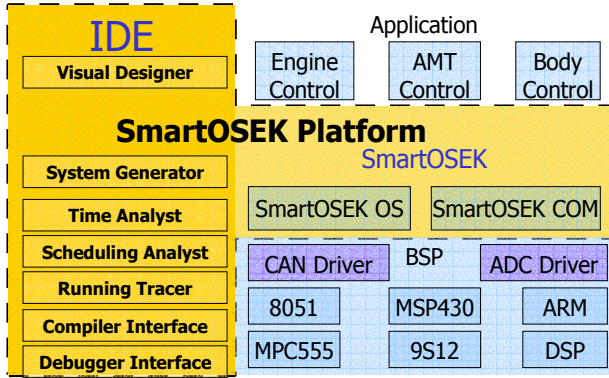 IDE
Visual Designer
Application
Engine Control
AMT Control
Body Control
SmartOSEK Platform
SmartOSEK
System Generator
Time Analyst
Scheduling Analyst
Running Tracer
Compiler Interface
Debugger Interface
SmartOSEK OS
SmartOSEK COM
BSP
CAN Driver
ADC Driver
8051
MSP430
ARM
MPC555
9S12
DSP